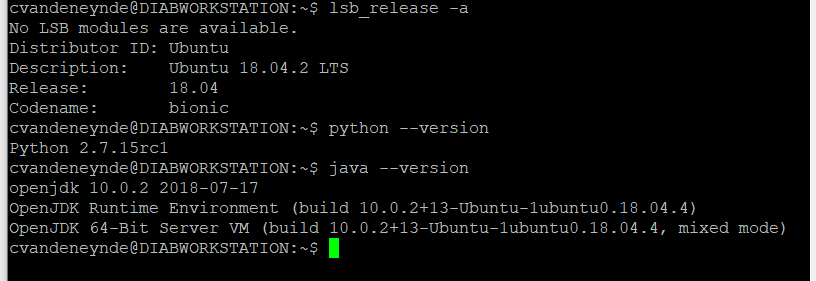 cvandeneynde@DIABWORKSTATION:~$ lsb_release -a
No LSB modules are available.
Distributor ID: Ubuntu
Description:    Ubuntu 18.04.2 LTS
Release:        18.04
Codename:       bionic
cvandeneynde@DIABWORKSTATION:~$ python --version
Python 2.7.15rc1
cvandeneynde@DIABWORKSTATION:~$ java --version
openjdk 10.0.2 2018-07-17
OpenJDK Runtime Environment (build 10.0.2+13-Ubuntu-1ubuntu0.18.04.4)
OpenJDK 64-Bit Server VM (build 10.0.2+13-Ubuntu-1ubuntu0.18.04.4, mixed mode)
cvandeneynde@DIABWORKSTATION:~$